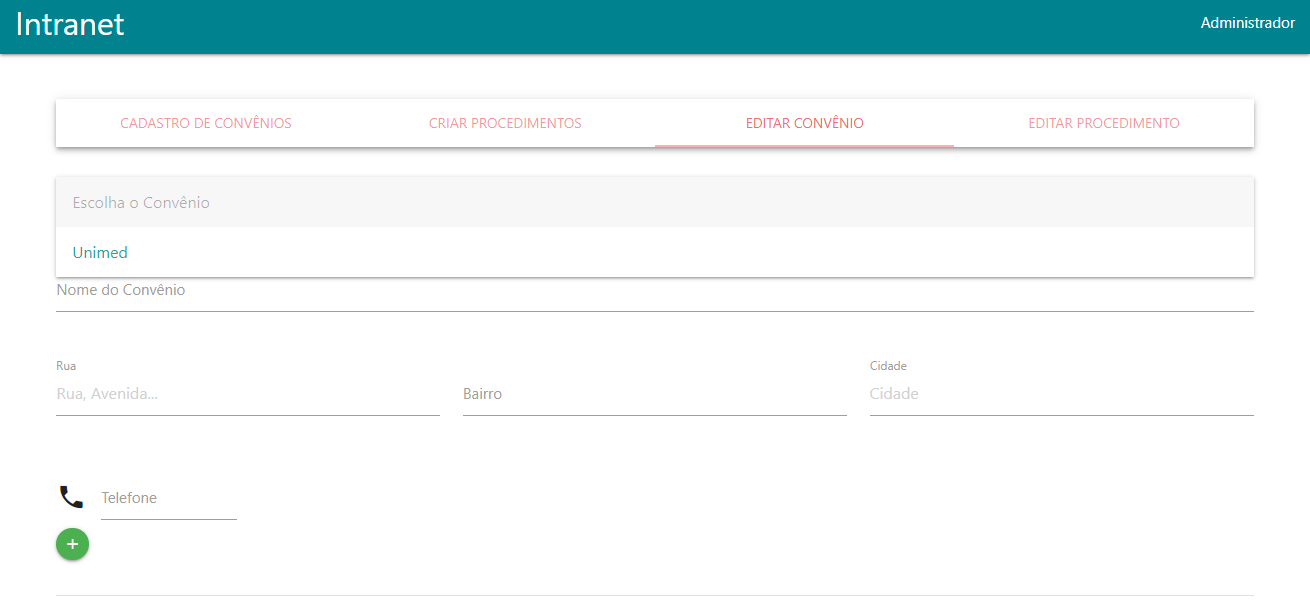 Intranet
Administrador
CADASTRO DE CONVÊNIOS
CRIAR PROCEDIMENTOS
EDITAR CONVÊNIO
EDITAR PROCEDIMENTO
Escolha o Convênio
Unimed
Nome do Convênio
Rua
Cidade
Rua, Avenida...
Bairro
Cidade
Telefone
+